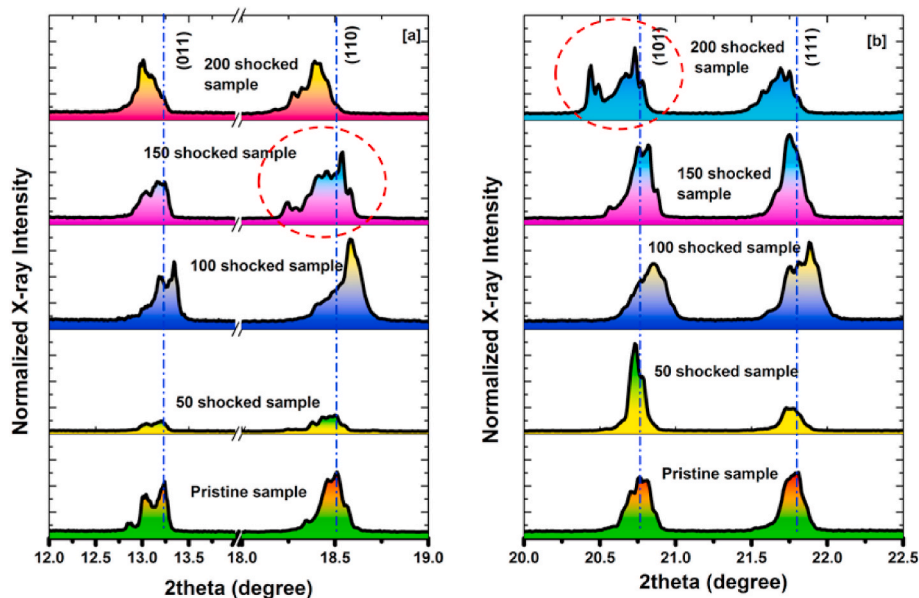 [a]
(011)
(110)
200 shocked sample
150 shocked sample
100 shocked sample
50 shocked sample
Pristine sample
Normalized X-ray Intensity
12.0 12.5 13.0 18.0 18.5 19.0
2theta (degree)
[b]
(101)
(111)
200 shocked
sample
200 shocked
sample
150 shocked
sample
100 shocked sample
50 shocked sample
Pristine sample
Normalized X-ray Intensity
20.0 20.5 21.0 21.5 22.0 22.5
2theta (degree)